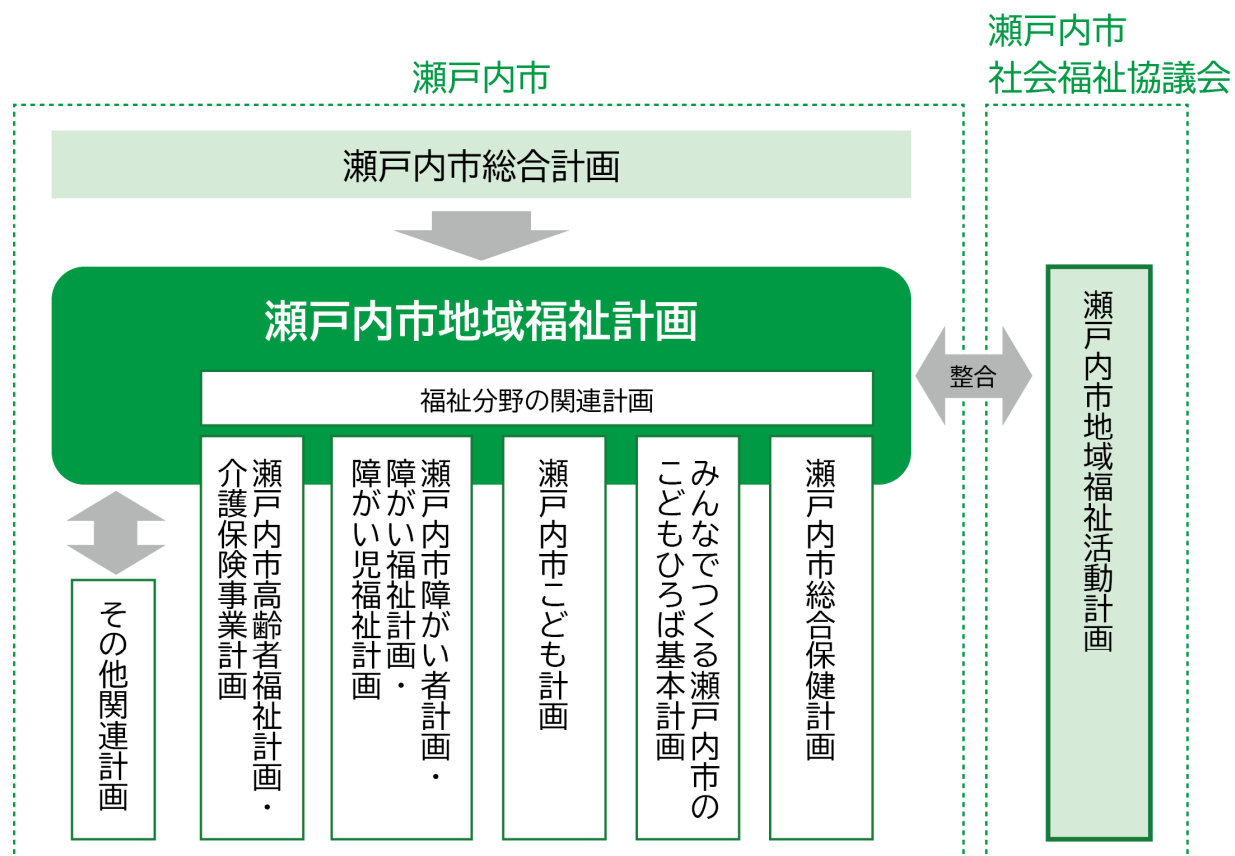 瀬戸内市
瀬戸内市
社会福祉協議会
瀬戸内市総合計画
瀬戸内市地域福祉計画
福祉分野の関連計画
整合
その他関連計画
瀬戸内市高齢者福祉計画・
介護保険事業計画
瀬戸内市障がい者計画・
障がい福祉計画・
障がい児福祉計画
瀬戸内市こども計画
みんなでつくる瀬戸内市の
こどもひろば基本計画
瀬戸内市総合保健計画
瀬戸内市地域福祉活動計画